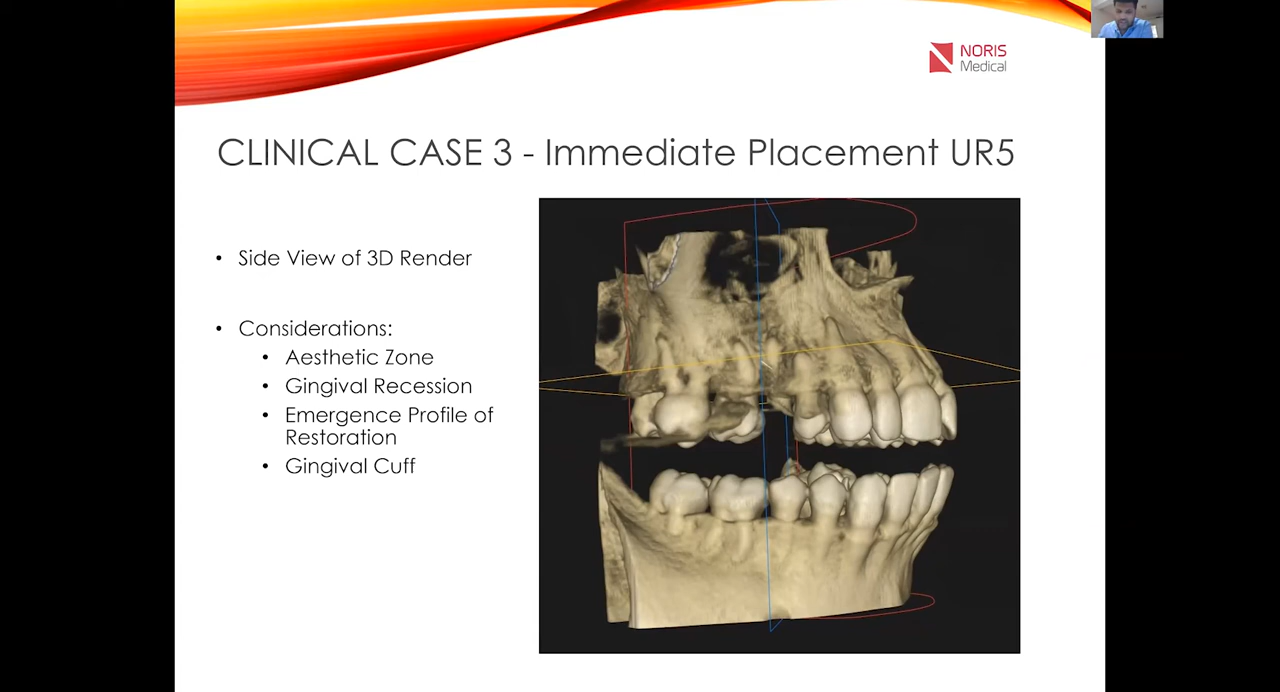 NORIS
Medical
CLINICAL CASE 3 - Immediate Placement UR5
• Side View of 3D Render
• Considerations:
• Aesthetic Zone
• Gingival Recession
• Emergence Profile of
Restoration
• Gingival Cuff